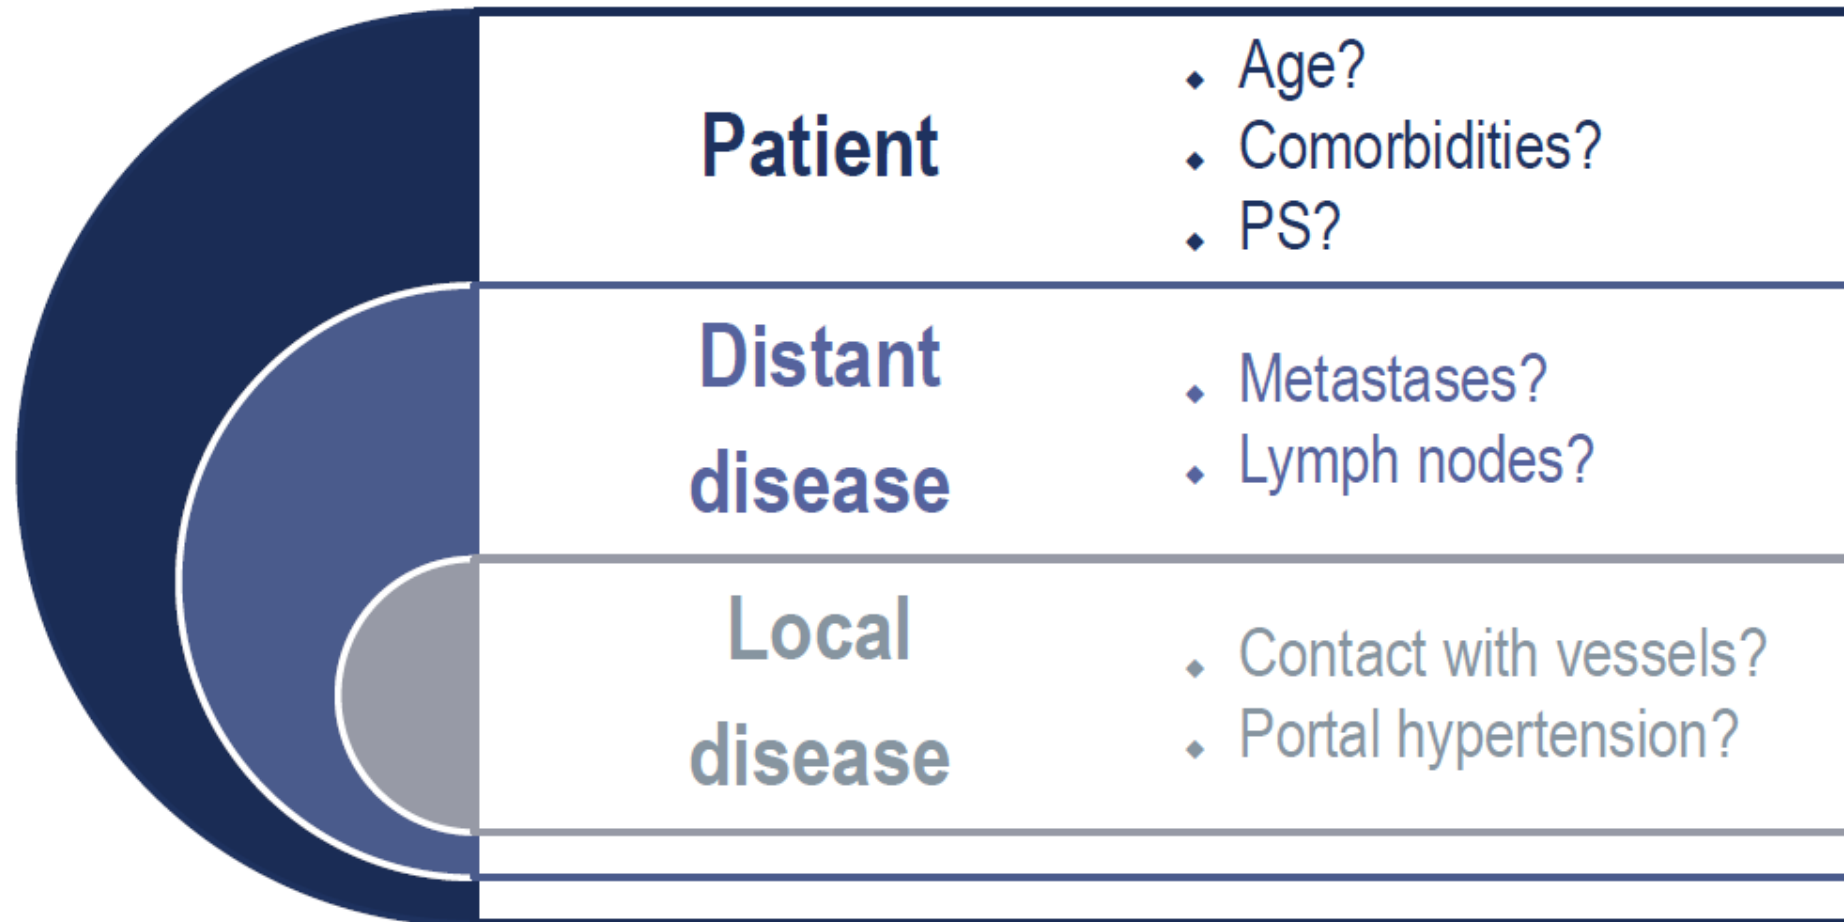 Patient
Age?
Comorbidities?
PS?
Distant
disease
Metastases?
Lymph nodes?
Local
disease
Contact with vessels?
Portal hypertension?